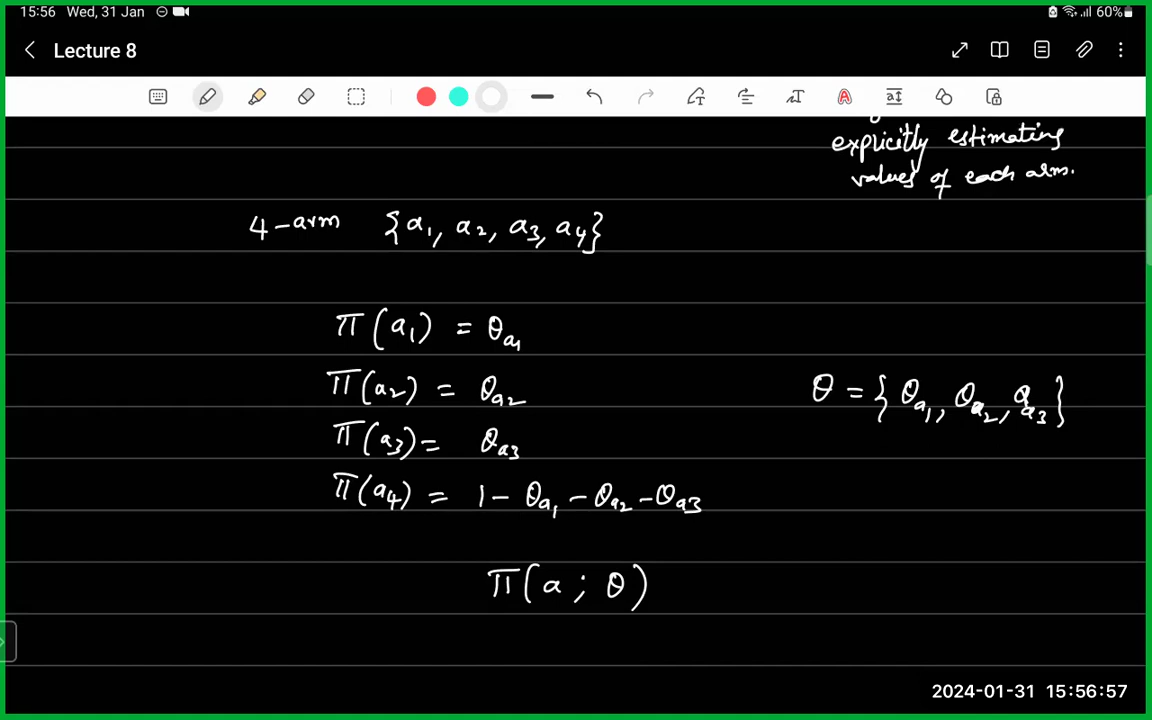 15:56 Wed, 31 Jan 60%
Lecture 8
explicitly estimating
values of each arm.
4-arm {a₁, a₂, a₃, a₄}
π(a₁) = θₐ₁
π(a₂) = θₐ₂
θ = {θₐ₁, θₐ₂, θₐ₃}
π(a₃) = θₐ₃
π(a₄) = 1 - θₐ₁ - θₐ₂ - θₐ₃
π(a ; θ)
2024-01-31 15:56:57